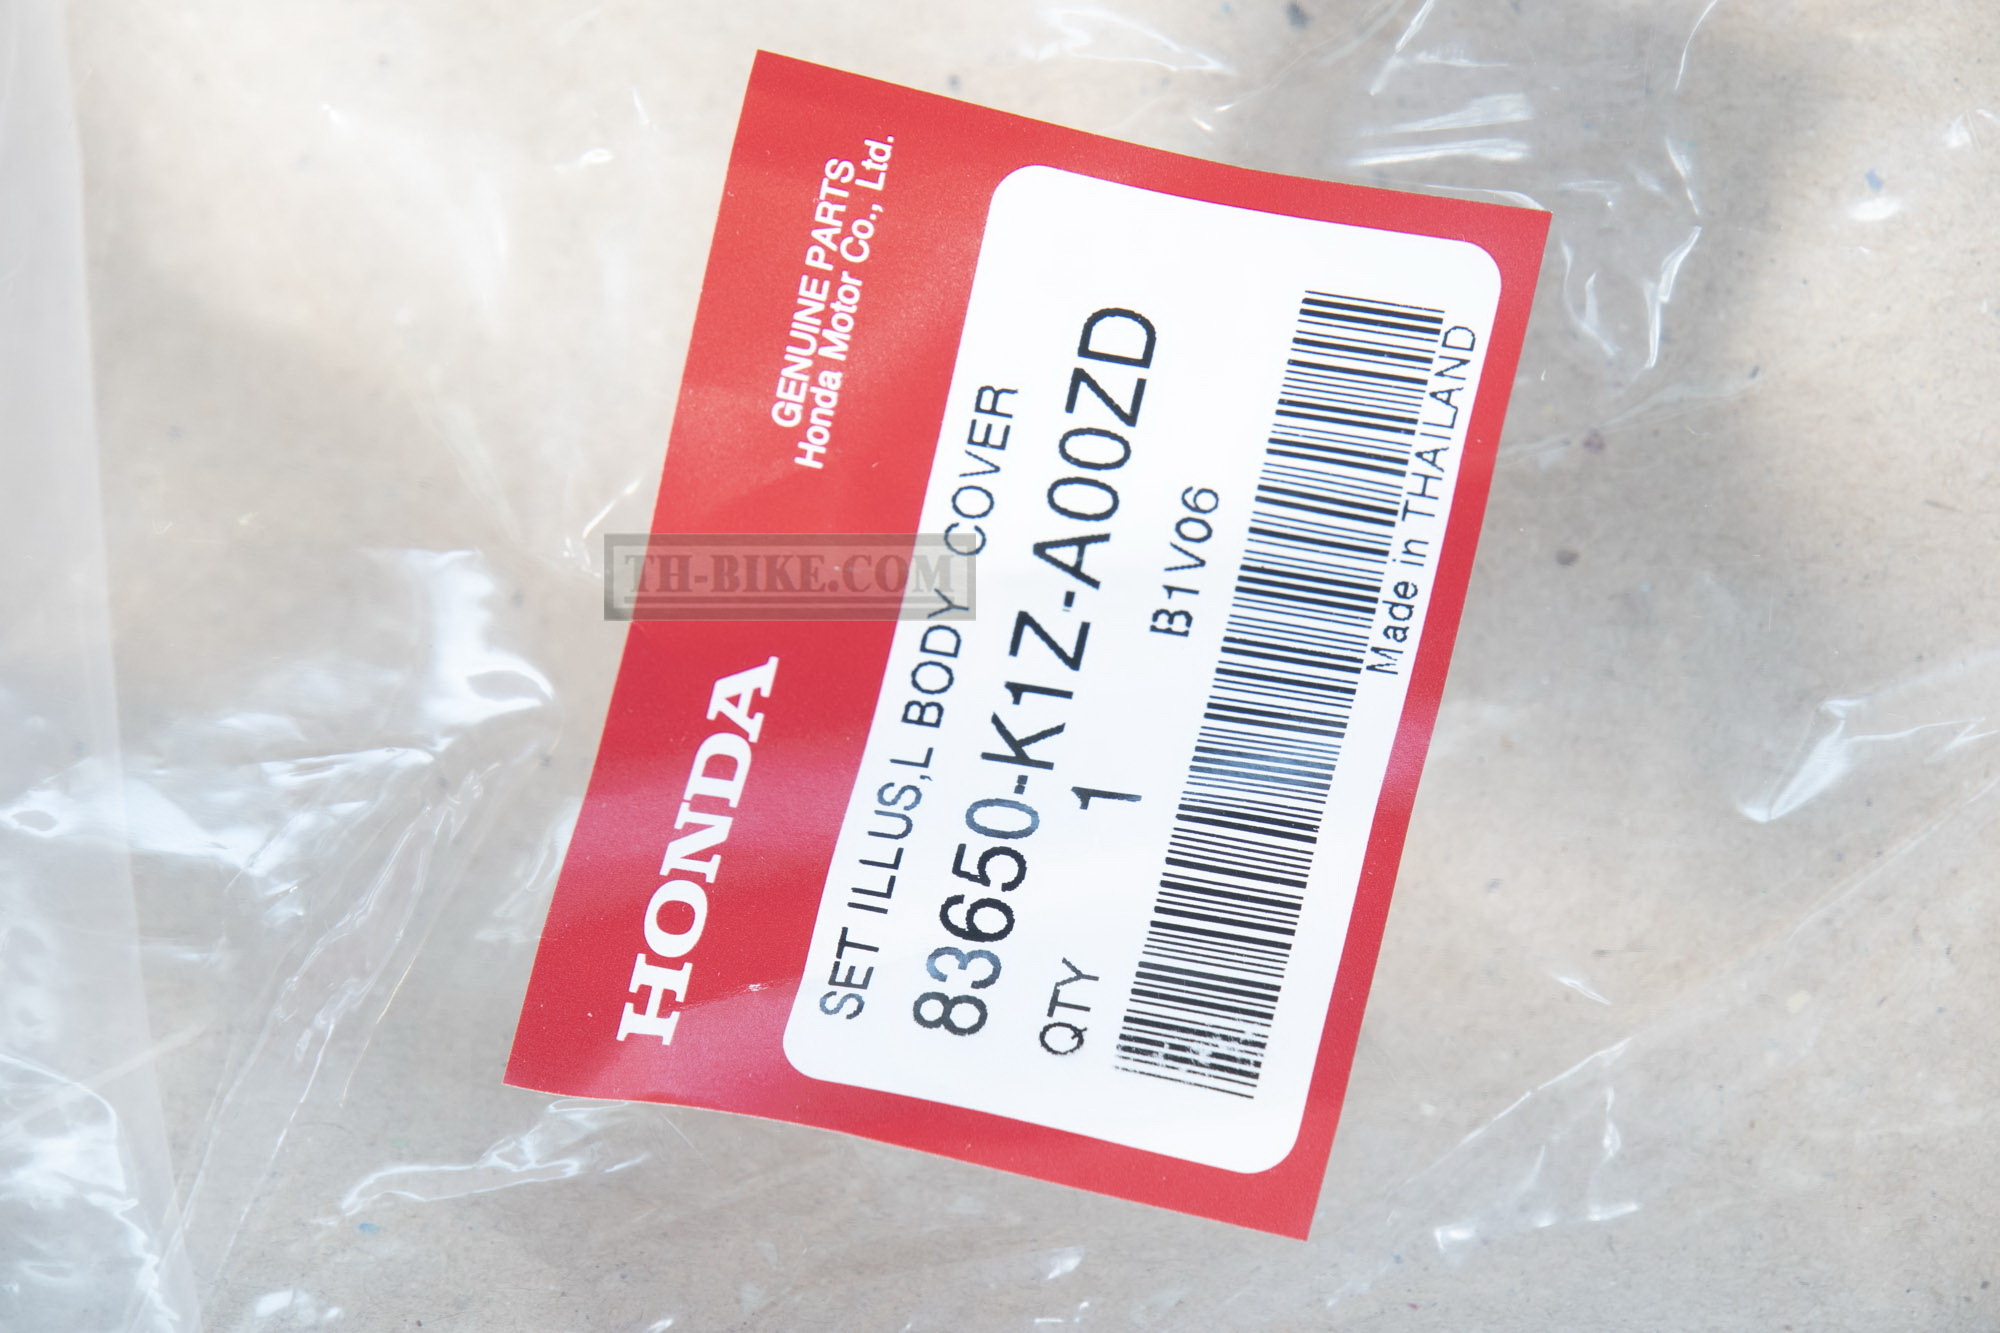 HONDA
GENUINE PARTS
Honda Motor Co., Ltd.
SET ILLUS,L BODY COVER
83650-K1Z-A00ZD
QTY 1
B1V06
Made in THAILAND
TH-BIKE.COM